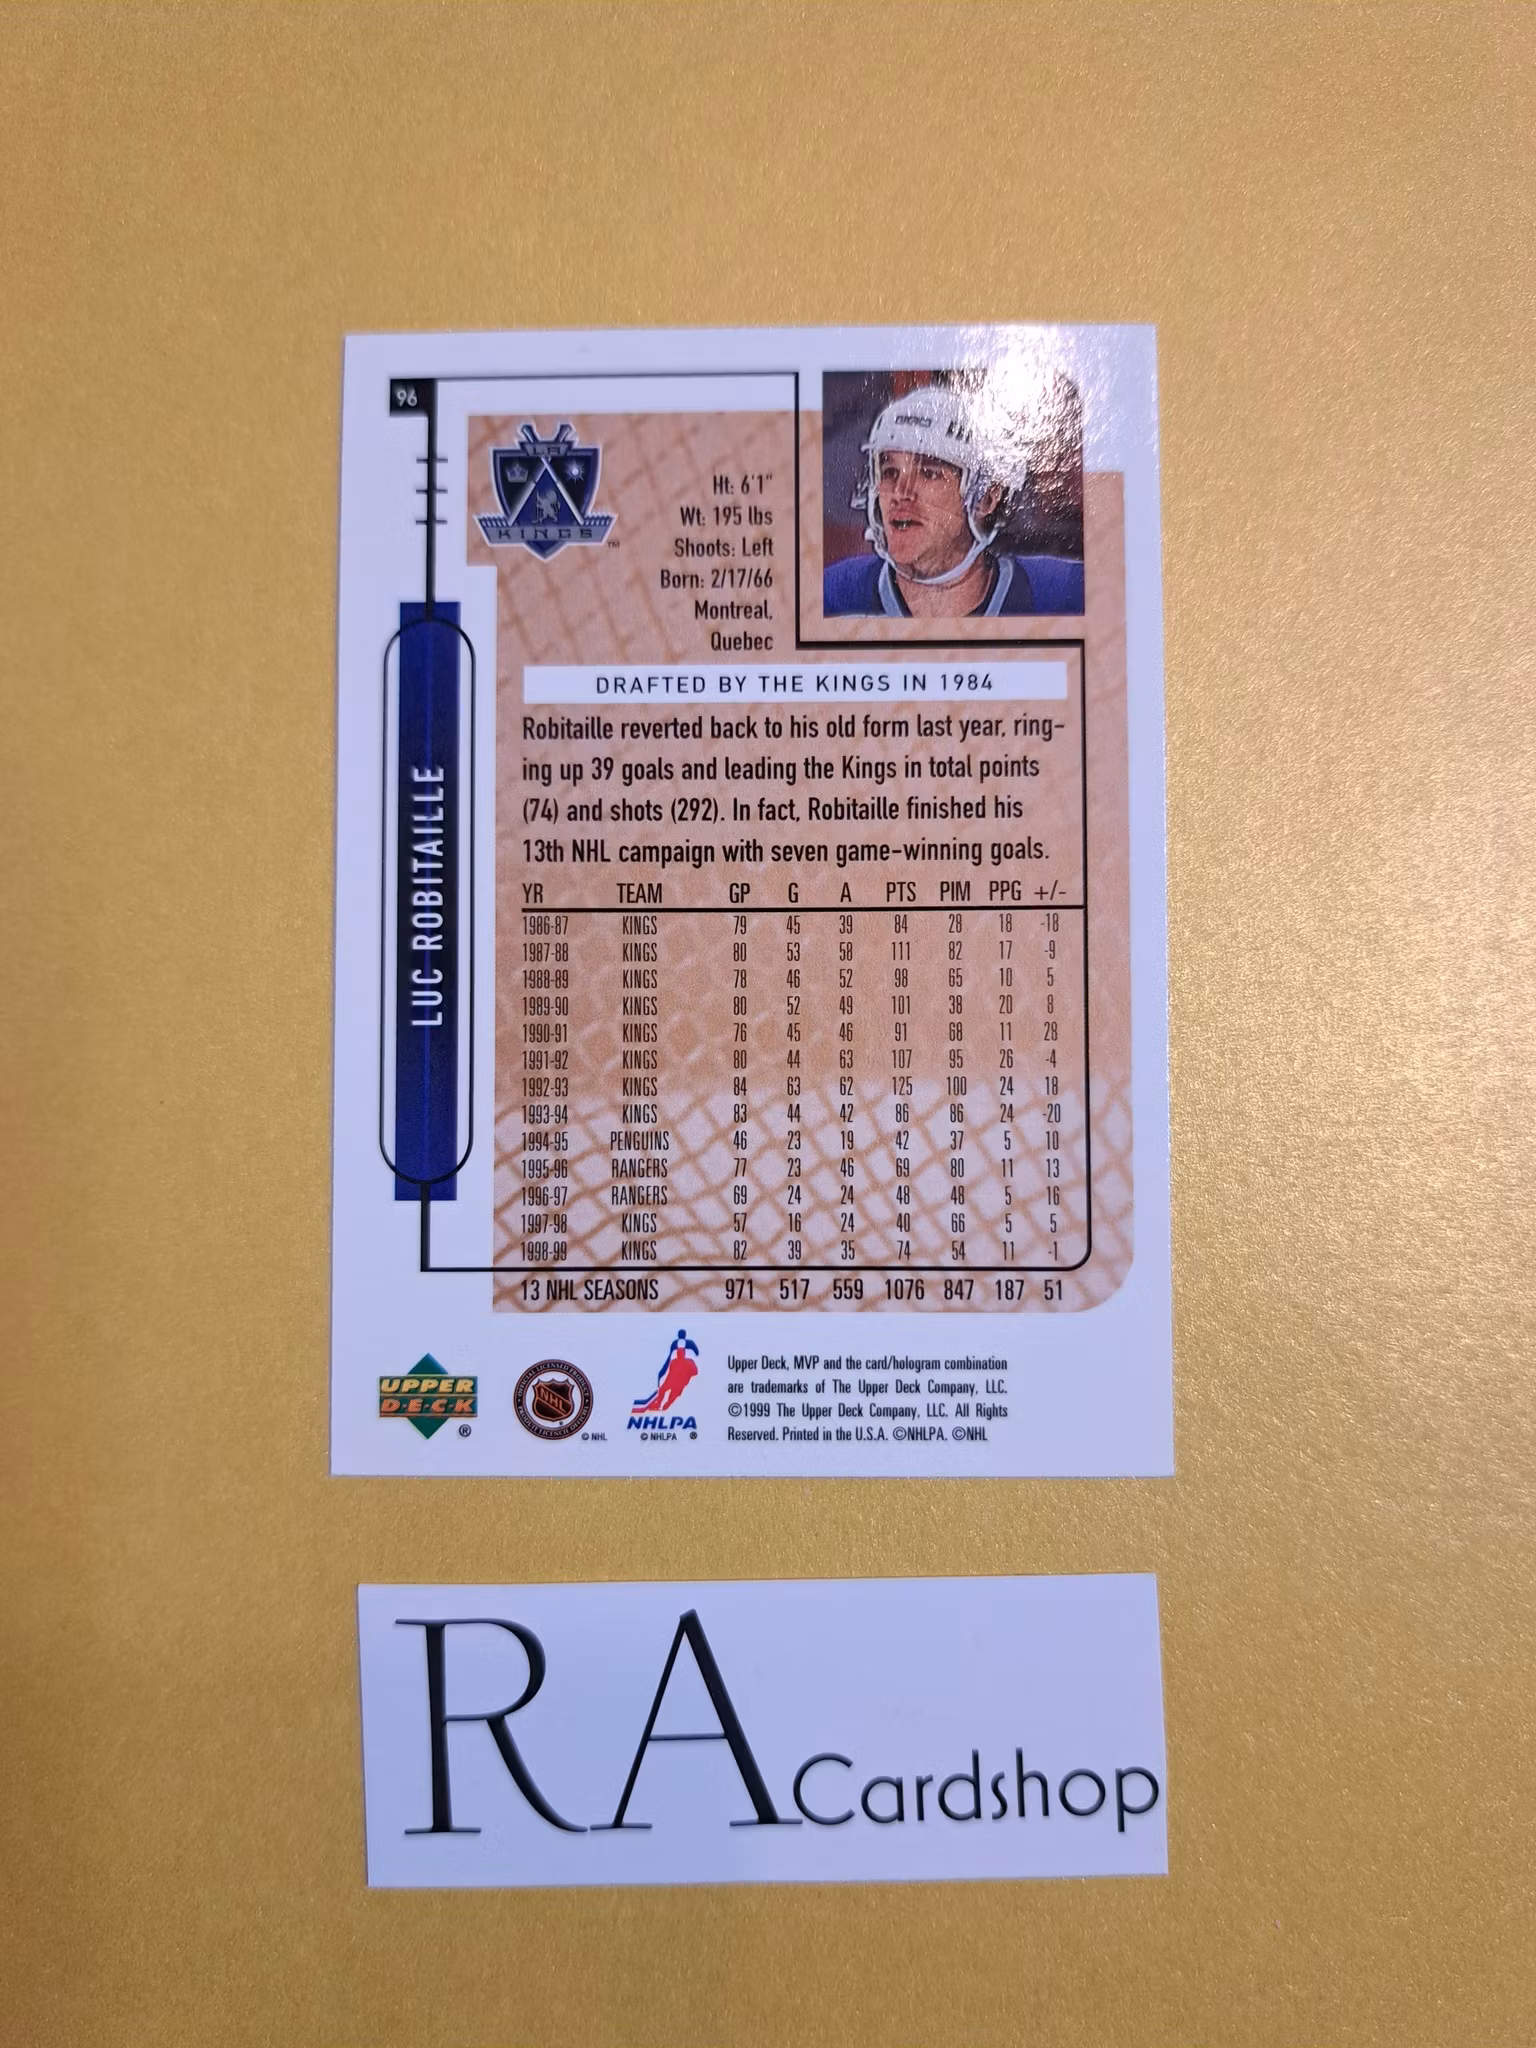 96
LA
KINGS ™
Ht: 6'1"
Wt: 195 lbs
Shoots: Left
Born: 2/17/66
Montreal,
Quebec
LUC ROBITAILLE
DRAFTED BY THE KINGS IN 1984
Robitaille reverted back to his old form last year, ring-
ing up 39 goals and leading the Kings in total points
(74) and shots (292). In fact, Robitaille finished his
13th NHL campaign with seven game-winning goals.
YR TEAM GP G A PTS PIM PPG +/-
1986-87 KINGS 79 45 39 84 28 18 -18
1987-88 KINGS 80 53 58 111 82 17 -9
1988-89 KINGS 78 46 52 98 65 10 5
1989-90 KINGS 80 52 49 101 38 20 8
1990-91 KINGS 76 45 46 91 68 11 28
1991-92 KINGS 80 44 63 107 95 26 -4
1992-93 KINGS 84 63 62 125 100 24 18
1993-94 KINGS 83 44 42 86 86 24 -20
1994-95 PENGUINS 46 23 19 42 37 5 10
1995-96 RANGERS 77 23 46 69 80 11 13
1996-97 RANGERS 69 24 24 48 48 5 16
1997-98 KINGS 57 16 24 40 66 5 5
1998-99 KINGS 82 39 35 74 54 11 -1
13 NHL SEASONS 971 517 559 1076 847 187 51
UPPER
D·E·C·K
®
NHL
© NHL
NHLPA
© NHLPA ®
Upper Deck, MVP and the card/hologram combination
are trademarks of The Upper Deck Company, LLC.
©1999 The Upper Deck Company, LLC. All Rights
Reserved. Printed in the U.S.A. ©NHLPA. ©NHL
RA Cardshop